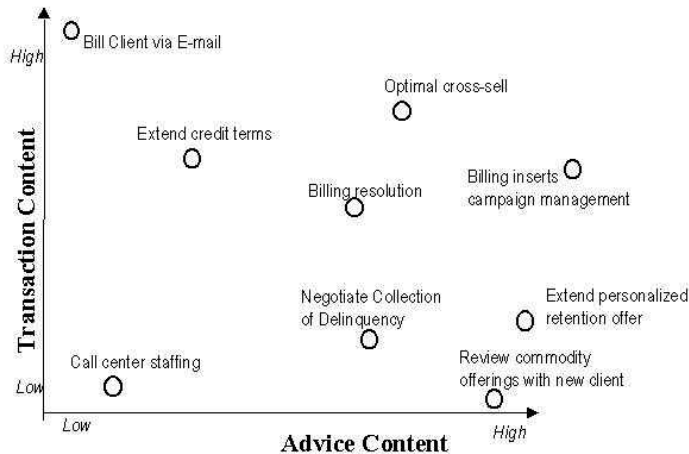 Bill Client via E-mail
High
Optimal cross-sell
Extend credit terms
Billing resolution
Billing inserts
campaign management
Transaction Content
Negotiate Collection
of Delinquency
Extend personalized
retention offer
Call center staffing
Review commodity
offerings with new client
Low
Low
High
Advice Content